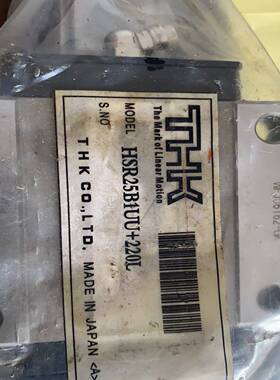 THK
The Mark of Linear Motion
MODEL HSR25B1UU+220L
S.NO
THK CO.,LTD. MADE IN JAPAN <A>